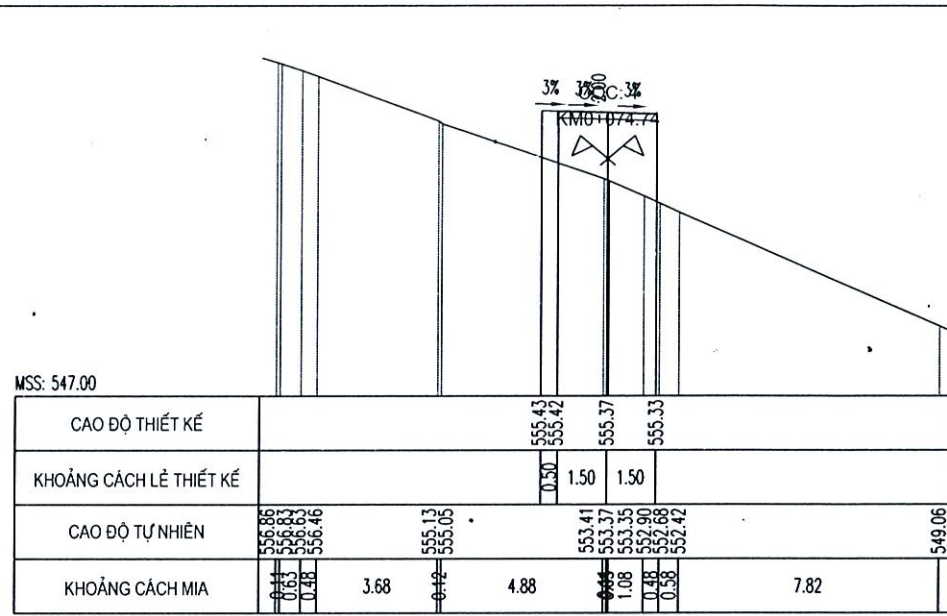 3% 3% 3%
KM0+074.74
MSS: 547.00
CAO ĐỘ THIẾT KẾ 555.43 555.42 555.37 555.33
KHOẢNG CÁCH LẺ THIẾT KẾ 0.50 1.50 1.50
CAO ĐỘ TỰ NHIÊN 556.86 556.83 556.63 556.46 555.13 555.05 553.41 553.37 553.35 552.90 552.68 552.42 549.06
KHOẢNG CÁCH MIA 0.11 0.63 0.48 3.68 0.12 4.88 1.08 0.48 0.58 7.82